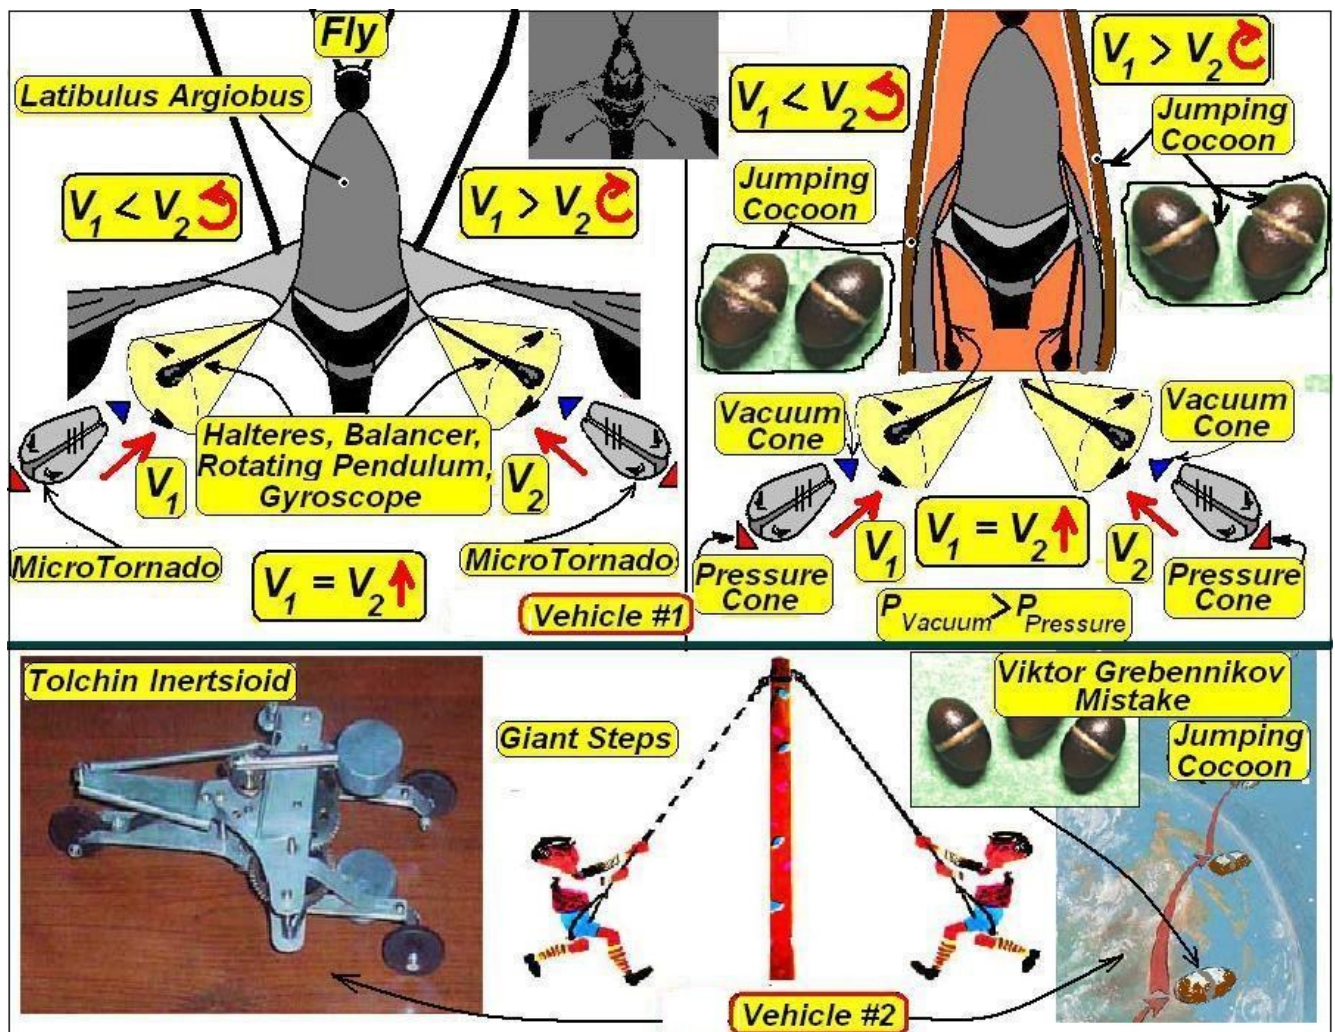 Fly
Latibulus Argiobus
V1 < V2
V1 > V2
Halteres, Balancer,
Rotating Pendulum,
Gyroscope
V1
V2
MicroTornado
MicroTornado
V1 = V2
Vehicle #1
V1 < V2
V1 > V2
Jumping
Cocoon
Jumping
Cocoon
Vacuum
Cone
Vacuum
Cone
V1
V1 = V2
V2
Pressure
Cone
Pressure
Cone
PVacuum > PPressure
Tolchin Inertsioid
Giant Steps
Viktor Grebennikov
Mistake
Jumping
Cocoon
Vehicle #2